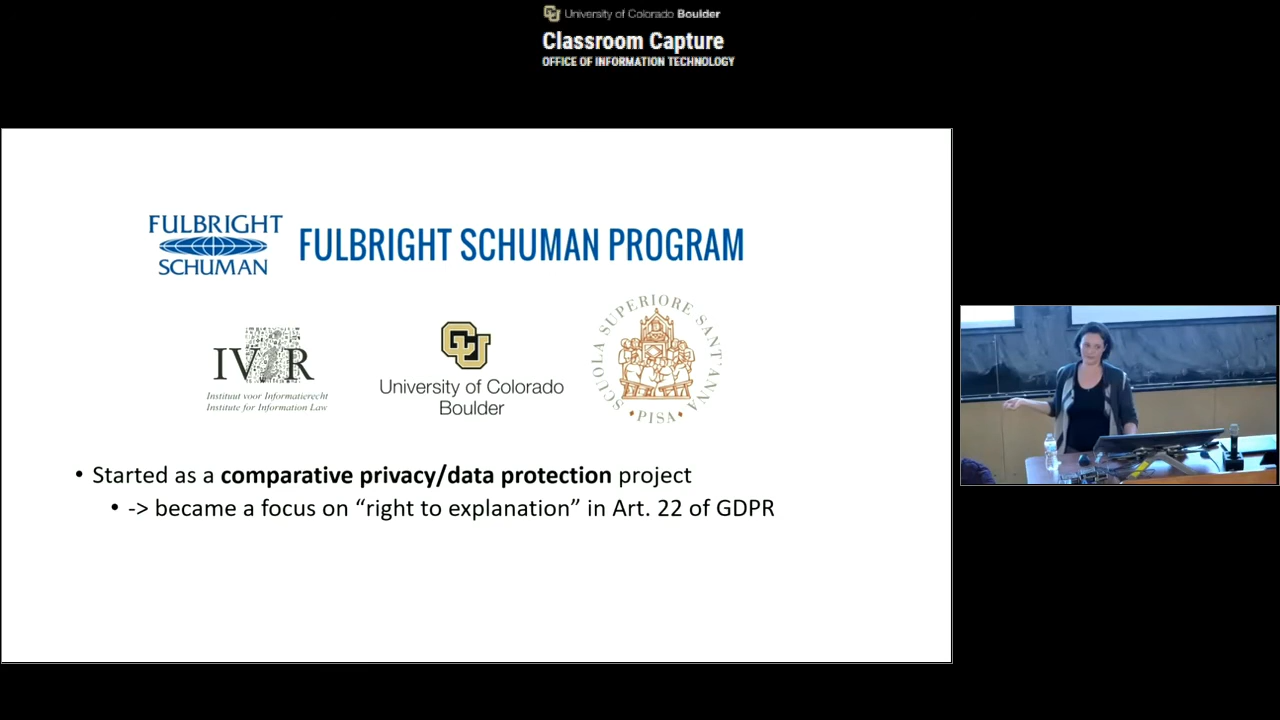 University of Colorado Boulder
Classroom Capture
OFFICE OF INFORMATION TECHNOLOGY
FULBRIGHT
SCHUMAN
FULBRIGHT SCHUMAN PROGRAM
IViR
Instituut voor Informatierecht
Institute for Information Law
University of Colorado
Boulder
SCUOLA SUPERIORE SANT'ANNA
• PISA •
• Started as a comparative privacy/data protection project
• -> became a focus on “right to explanation” in Art. 22 of GDPR